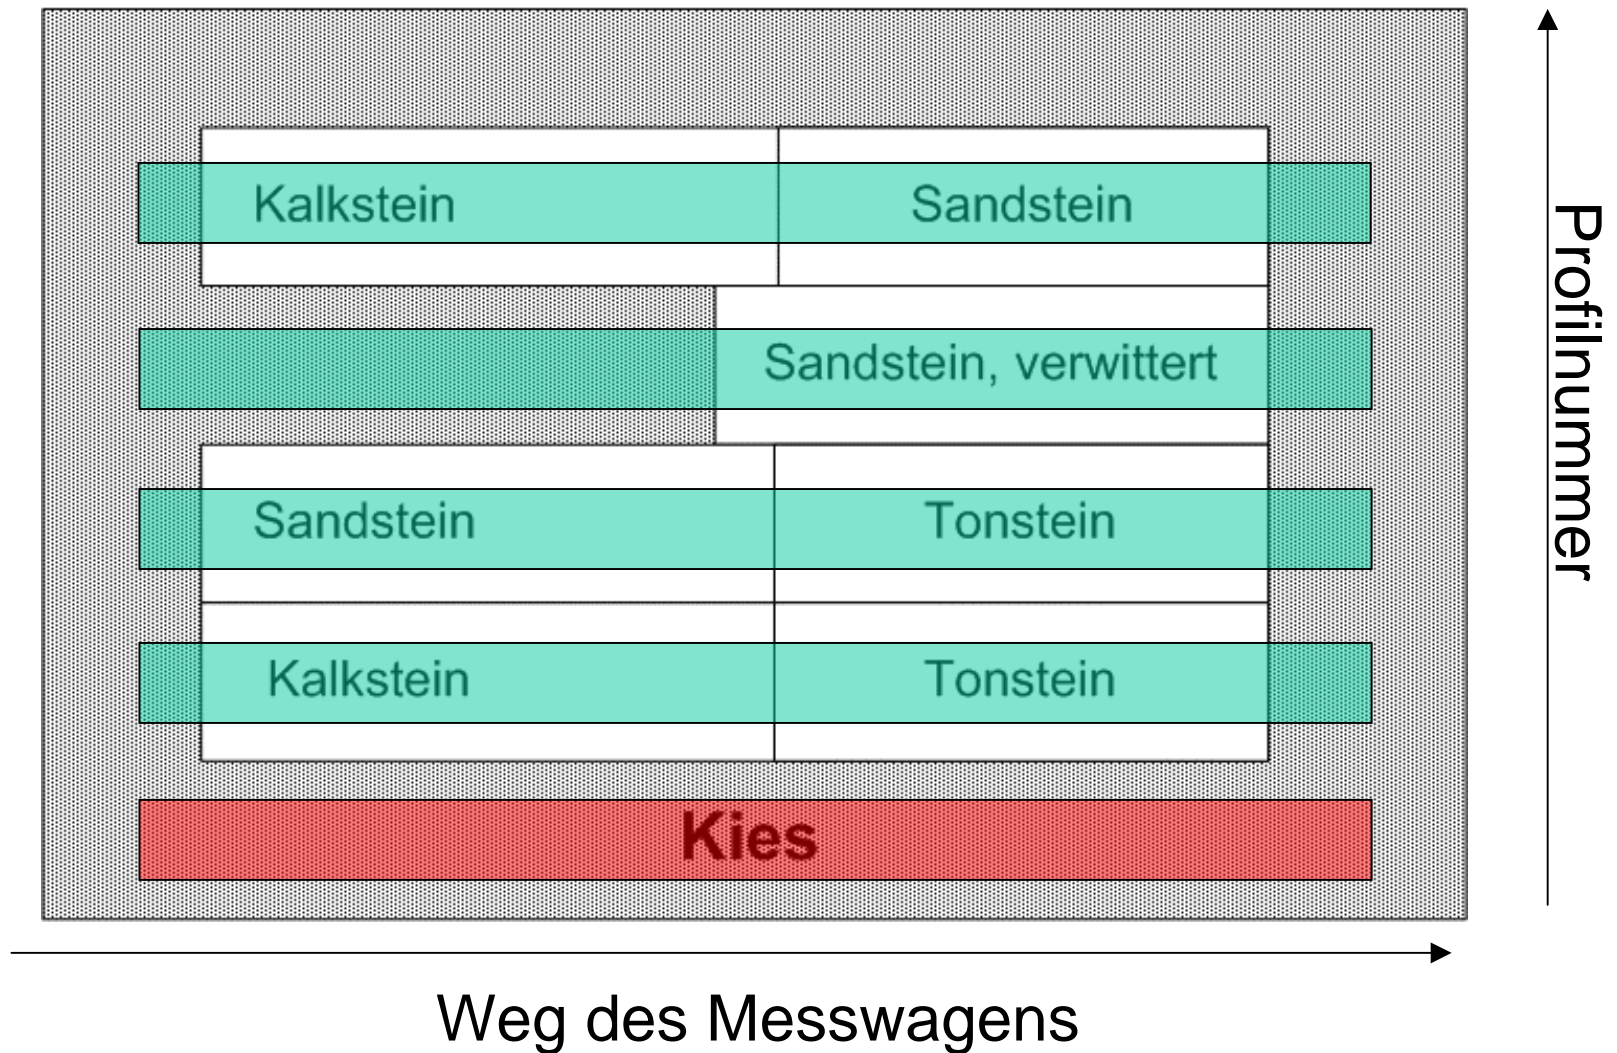 Kalkstein
Sandstein
Sandstein, verwittert
Sandstein
Tonstein
Kalkstein
Tonstein
Kies
Weg des Messwagens
Profilnummer